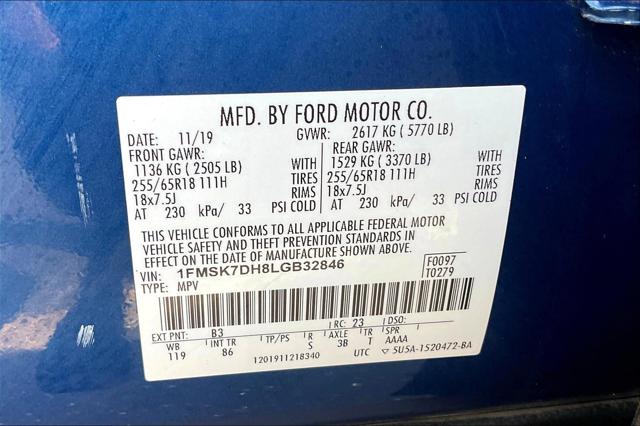 MFD. BY FORD MOTOR CO.
DATE: 11/19 GVWR: 2617 KG ( 5770 LB)
FRONT GAWR: REAR GAWR:
1136 KG ( 2505 LB) WITH 1529 KG ( 3370 LB) WITH
255/65R18 111H TIRES 255/65R18 111H TIRES
18x7.5J RIMS 18x7.5J RIMS
AT 230 kPa/ 33 PSI COLD AT 230 kPa/ 33 PSI COLD
THIS VEHICLE CONFORMS TO ALL APPLICABLE FEDERAL MOTOR
VEHICLE SAFETY AND THEFT PREVENTION STANDARDS IN
EFFECT ON THE DATE OF MANUFACTURE SHOWN ABOVE.
VIN: 1FMSK7DH8LGB32846 F0097
TYPE: MPV T0279
EXT PNT: B3 RC: 23
WB INT TR TP/PS R AXLE TR SPR
119 86 S 3B T AAAA
1201911218340 UTC 5U5A-1520472-BA